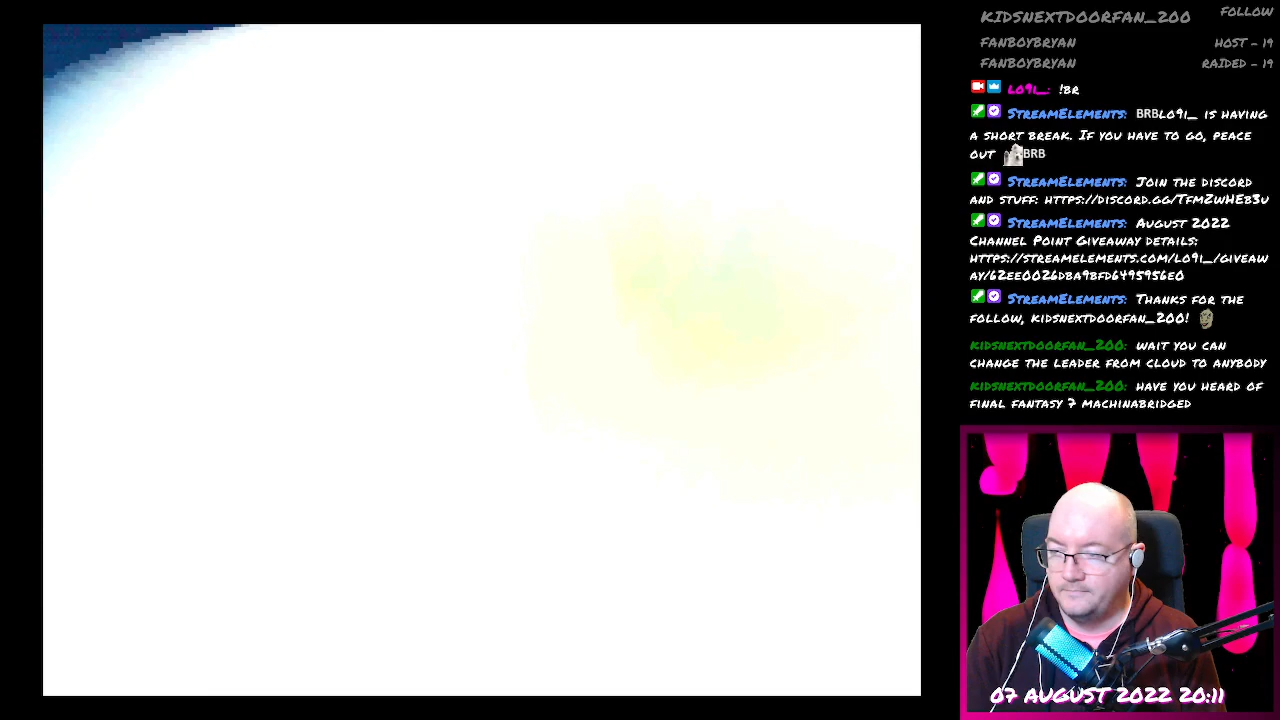 KIDSNEXTDOORFAN_200 FOLLOW
FANBOYBRYAN HOST - 19
FANBOYBRYAN RAIDED - 19
LO9I_: !BR
STREAMELEMENTS: BRBLO9I_ IS HAVING
A SHORT BREAK. IF YOU HAVE TO GO, PEACE
OUT BRB
STREAMELEMENTS: JOIN THE DISCORD
AND STUFF: HTTPS://DISCORD.GG/TFMZWHEB3U
STREAMELEMENTS: AUGUST 2022
CHANNEL POINT GIVEAWAY DETAILS:
HTTPS://STREAMELEMENTS.COM/LO9I_/GIVEAW
AY/62EE0026DBA9BFD6495956E0
STREAMELEMENTS: THANKS FOR THE
FOLLOW, KIDSNEXTDOORFAN_200!
KIDSNEXTDOORFAN_200: WAIT YOU CAN
CHANGE THE LEADER FROM CLOUD TO ANYBODY
KIDSNEXTDOORFAN_200: HAVE YOU HEARD OF
FINAL FANTASY 7 MACHINABRIDGED
07 AUGUST 2022 20:11